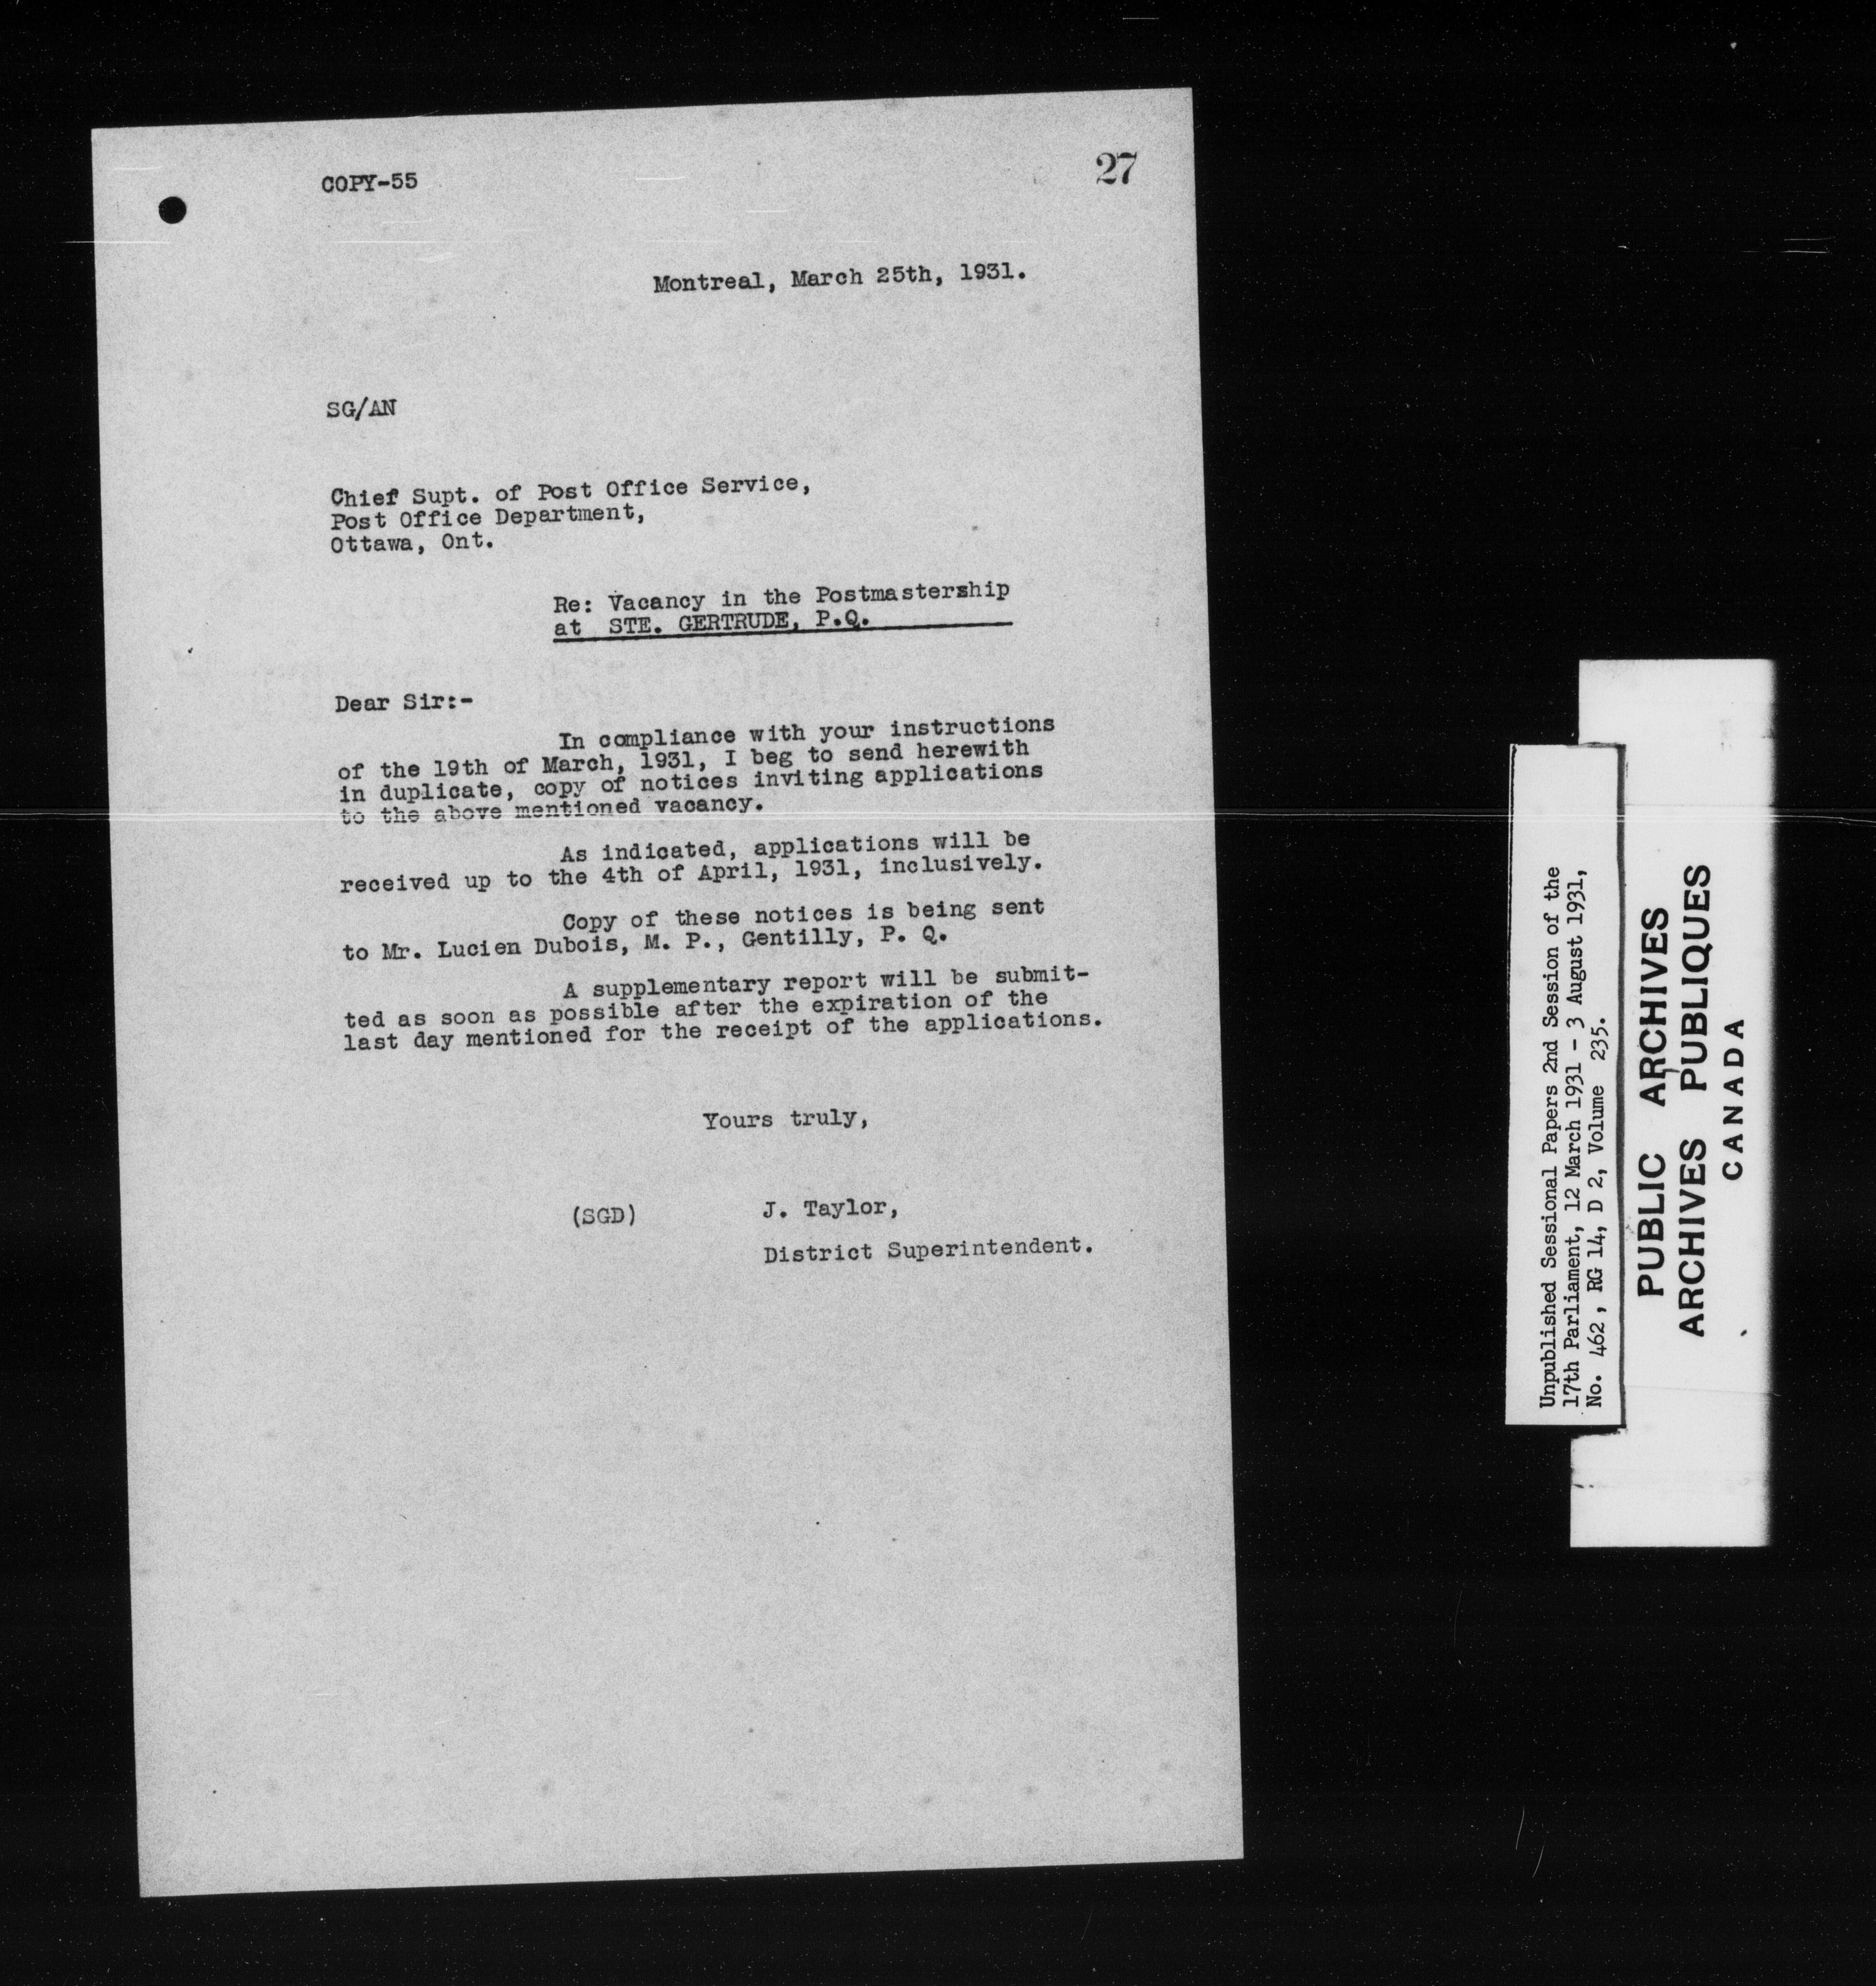 COPY-55
27
Montreal, March 25th, 1931.
SG/AN
Chief Supt. of Post Office Service,
Post Office Department,
Ottawa, Ont.
Re: Vacancy in the Postmastership
at STE. GERTRUDE, P.Q.
Dear Sir:-
In compliance with your instructions
of the 19th of March, 1931, I beg to send herewith
in duplicate, copy of notices inviting applications
to the above mentioned vacancy.
As indicated, applications will be
received up to the 4th of April, 1931, inclusively.
Copy of these notices is being sent
to Mr. Lucien Dubois, M. P., Gentilly, P. Q.
A supplementary report will be submit-
ted as soon as possible after the expiration of the
last day mentioned for the receipt of the applications.
Yours truly,
(SGD) J. Taylor,
District Superintendent.
Unpublished Sessional Papers 2nd Session of the
17th Parliament, 12 March 1931 - 3 August 1931,
No. 462, RG 14, D 2, Volume 235.
PUBLIC ARCHIVES
ARCHIVES PUBLIQUES
CANADA